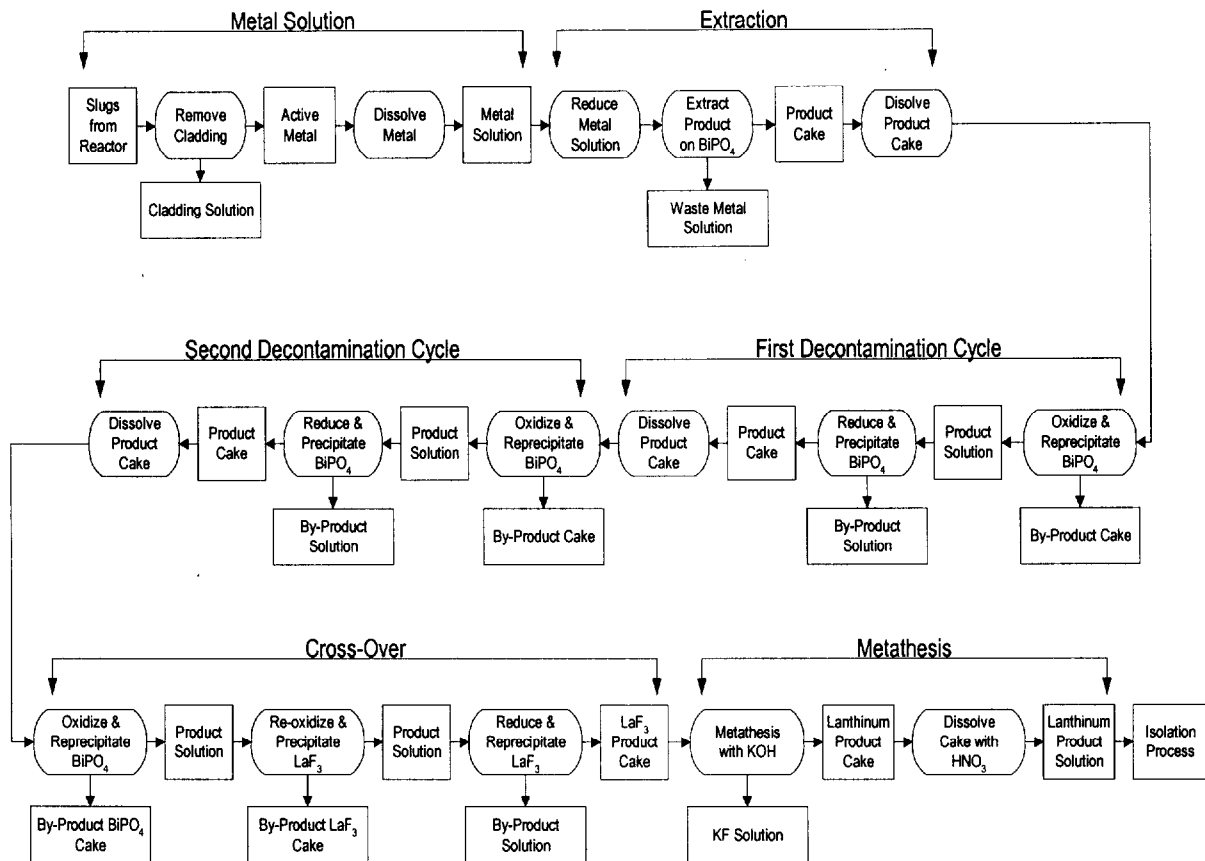 Metal Solution
Extraction
Slugs
from
Reactor
Remove
Cladding
Active
Metal
Dissolve
Metal
Metal
Solution
Reduce
Metal
Solution
Extract
Product
on BiPO₄
Product
Cake
Disolve
Product
Cake
Cladding Solution
Waste Metal
Solution
Second Decontamination Cycle
First Decontamination Cycle
Dissolve
Product
Cake
Product
Cake
Reduce &
Precipitate
BiPO₄
Product
Solution
Oxidize &
Reprecipitate
BiPO₄
Dissolve
Product
Cake
Product
Cake
Reduce &
Precipitate
BiPO₄
Product
Solution
Oxidize &
Reprecipitate
BiPO₄
By-Product
Solution
By-Product Cake
By-Product
Solution
By-Product Cake
Cross-Over
Metathesis
Oxidize &
Reprecipitate
BiPO₄
Product
Solution
Re-oxidize &
Precipitate
LaF₃
Product
Solution
Reduce &
Reprecipitate
LaF₃
LaF₃
Product
Cake
Metathesis
with KOH
Lanthinum
Product
Cake
Dissolve
Cake with
HNO₃
Lanthinum
Product
Solution
Isolation
Process
By-Product BiPO₄
Cake
By-Product LaF₃
Cake
By-Product
Solution
KF Solution